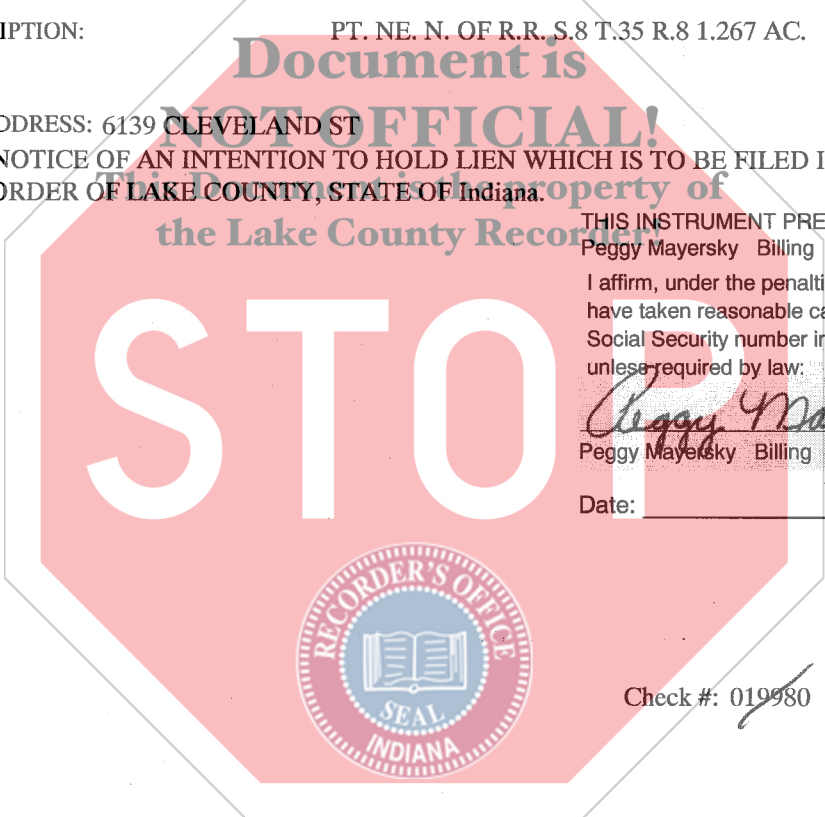 IPTION: PT. NE. N. OF R.R. S.8 T.35 R.8 1.267 AC.
Document is
DDRESS: 6139 CLEVELAND ST
NOT OFFICIAL!
NOTICE OF AN INTENTION TO HOLD LIEN WHICH IS TO BE FILED I
ORDER OF LAKE COUNTY, STATE OF Indiana.
This Document is the property of
the Lake County Recorder!
THIS INSTRUMENT PRE
Peggy Mayersky Billing
I affirm, under the penalti
have taken reasonable ca
Social Security number in
unless required by law:
Peggy Ma
Peggy Mayersky Billing
Date:
STOP
RECORDER'S OFFICE
SEAL
INDIANA
Check #: 019980